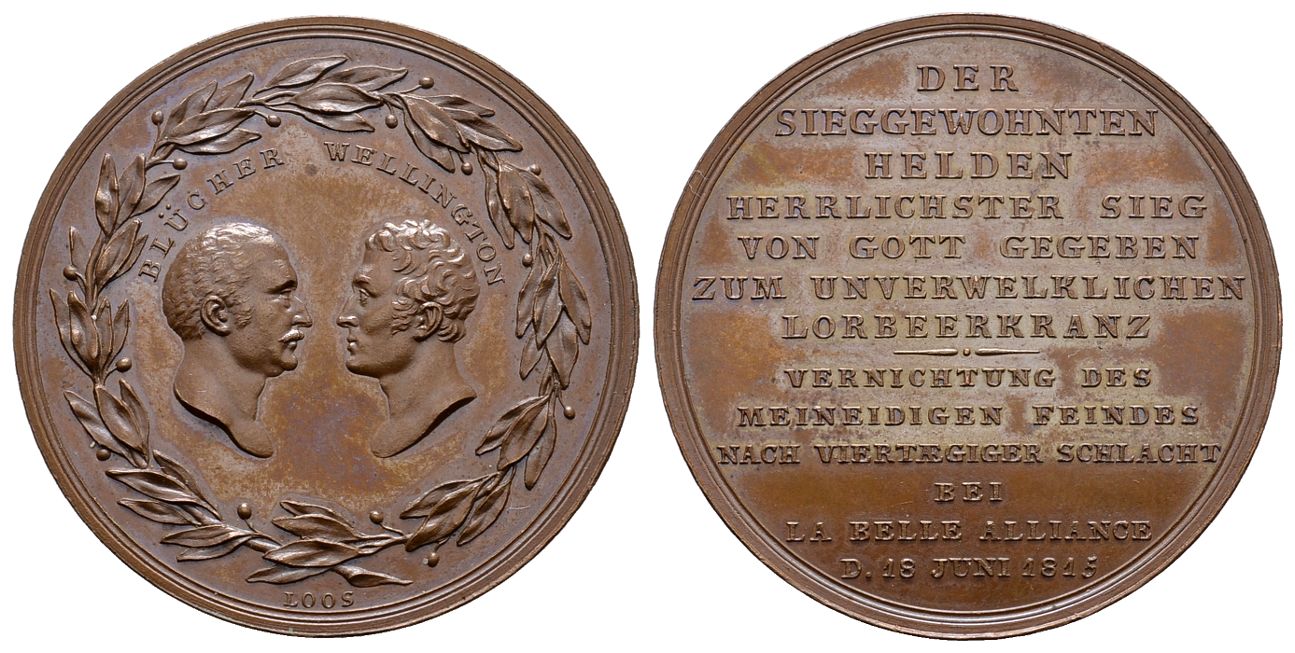 BLÜCHER WELLINGTON
LOOS
DER
SIEGGEWOHNTEN
HELDEN
HERRLICHSTER SIEG
VON GOTT GEGEBEN
ZUM UNVERWELKLICHEN
LORBEERKRANZ
VERNICHTUNG DES
MEINEIDIGEN FEINDES
NACH VIERTÆGIGER SCHLACHT
BEI
LA BELLE ALLIANCE
D. 18 JUNI 1815